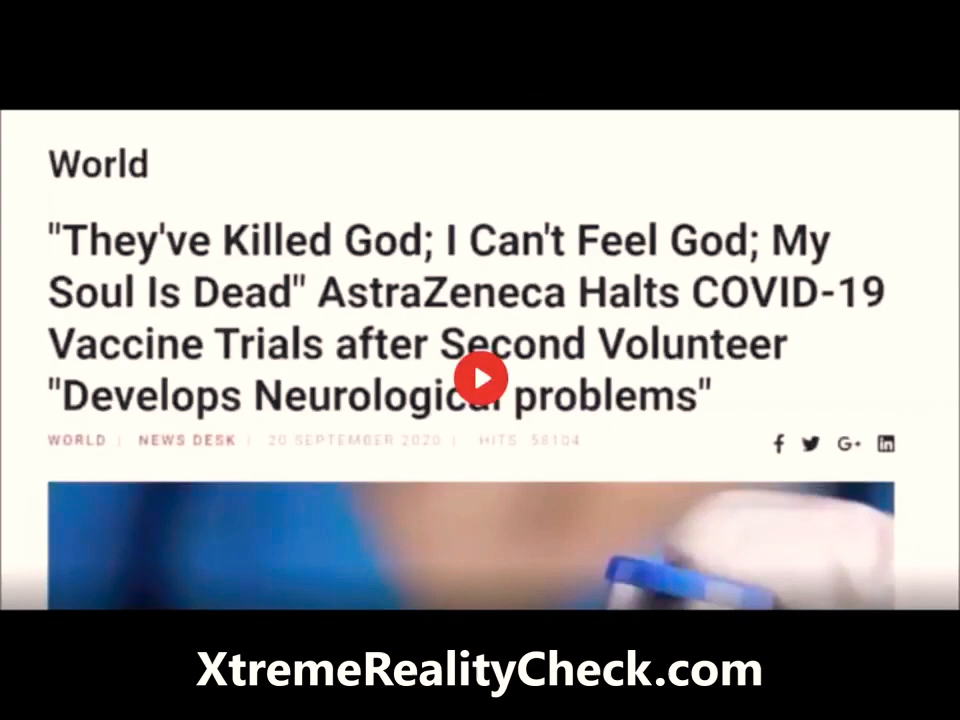 World
"They've Killed God; I Can't Feel God; My
Soul Is Dead" AstraZeneca Halts COVID-19
Vaccine Trials after Second Volunteer
"Develops Neurological problems"
WORLD | NEWS DESK | 20 SEPTEMBER 2020 | HITS: 58104
f G+ in
XtremeRealityCheck.com